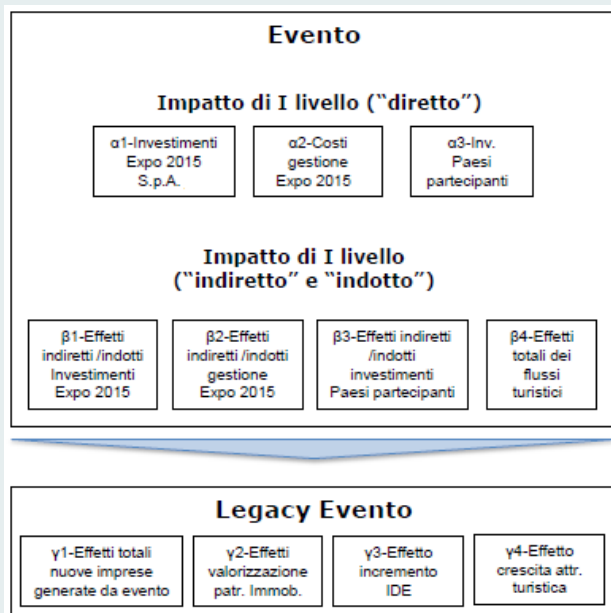 Evento
Impatto di I livello ("diretto")
α1-Investimenti
Expo 2015
S.p.A.
α2-Costi
gestione
Expo 2015
α3-Inv.
Paesi
partecipanti
Impatto di I livello
("indiretto" e "indotto")
β1-Effetti
indiretti /indotti
Investimenti
Expo 2015
β2-Effetti
indiretti /indotti
gestione
Expo 2015
β3-Effetti indiretti
/indotti
investimenti
Paesi partecipanti
β4-Effetti
totali dei
flussi
turistici
Legacy Evento
γ1-Effetti totali
nuove imprese
generate da evento
γ2-Effetti
valorizzazione
patr. Immob.
γ3-Effetto
incremento
IDE
γ4-Effetto
crescita attr.
turistica